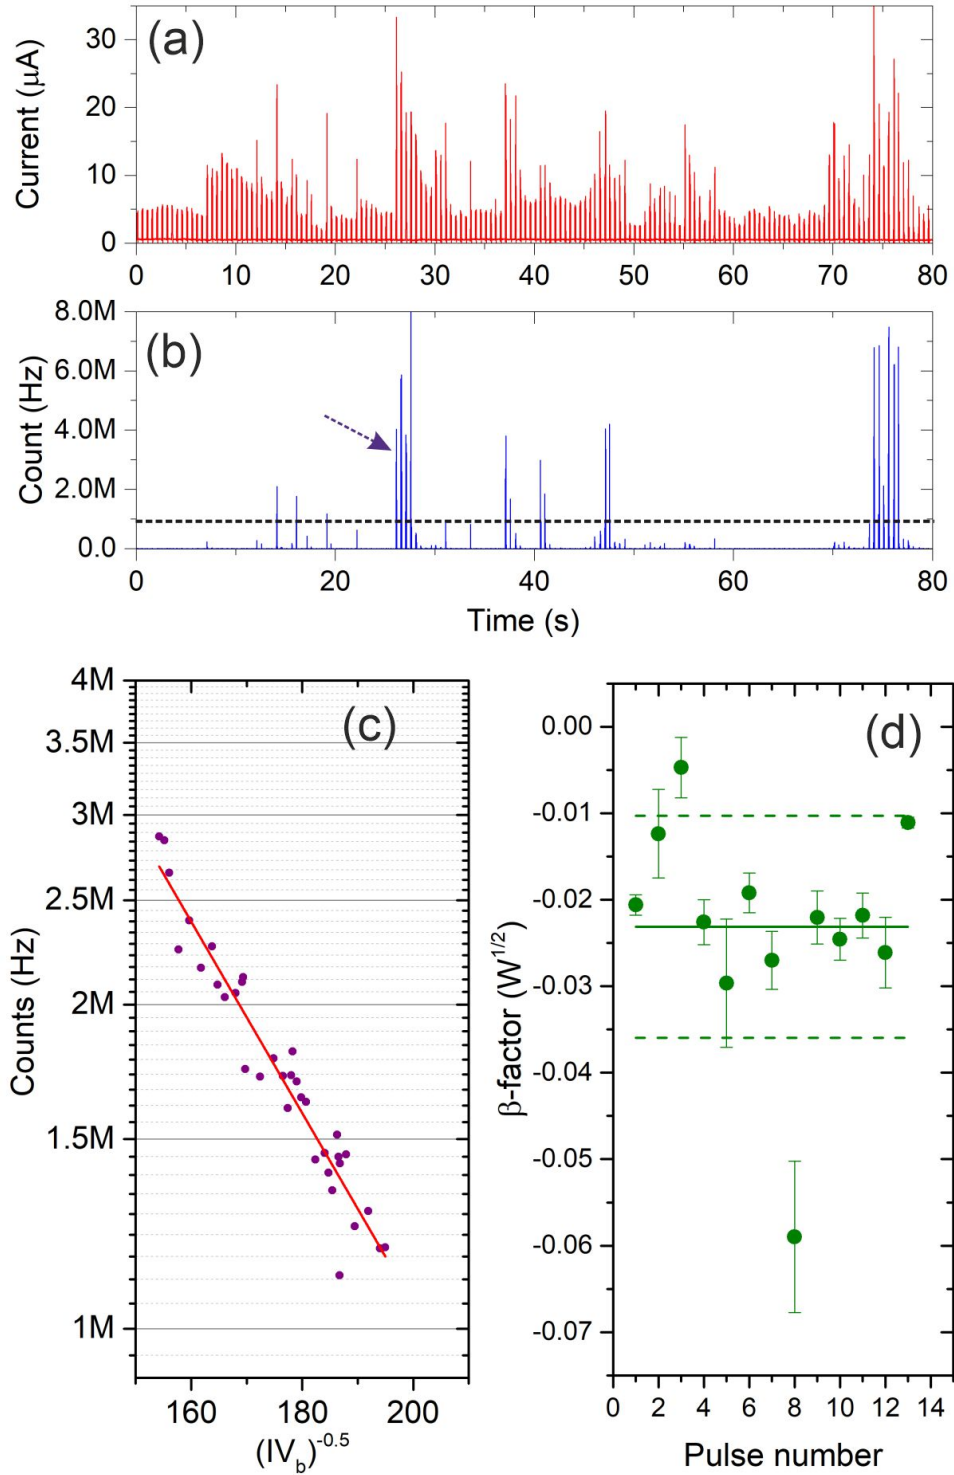 (a)
Current (μA)
30
20
10
0
0 10 20 30 40 50 60 70 80
(b)
Count (Hz)
8.0M
6.0M
4.0M
2.0M
0.0
0 20 40 60 80
Time (s)
(c)
Counts (Hz)
4M
3.5M
3M
2.5M
2M
1.5M
1M
160 180 200
(IV_b)^-0.5
(d)
β-factor (W^1/2)
0.00
-0.01
-0.02
-0.03
-0.04
-0.05
-0.06
-0.07
0 2 4 6 8 10 12 14
Pulse number